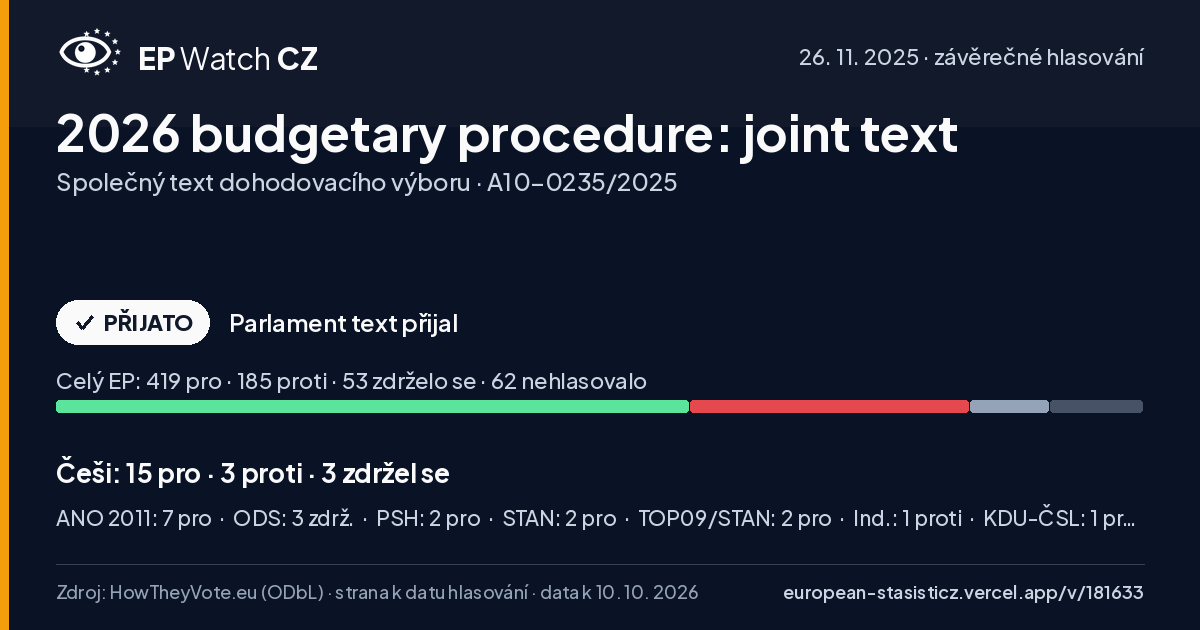 EP Watch CZ
26. 11. 2025 · závěrečné hlasování
2026 budgetary procedure: joint text
Společný text dohodovacího výboru · A10-0235/2025
✓ PŘIJATO
Parlament text přijal
Celý EP: 419 pro · 185 proti · 53 zdrželo se · 62 nehlasovalo
Češi: 15 pro · 3 proti · 3 zdržel se
ANO 2011: 7 pro · ODS: 3 zdrž. · PSH: 2 pro · STAN: 2 pro · TOP09/STAN: 2 pro · Ind.: 1 proti · KDU-ČSL: 1 pr…
Zdroj: HowTheyVote.eu (ODbL) · strana k datu hlasování · data k 10. 10. 2026
european-stasisticz.vercel.app/v/181633